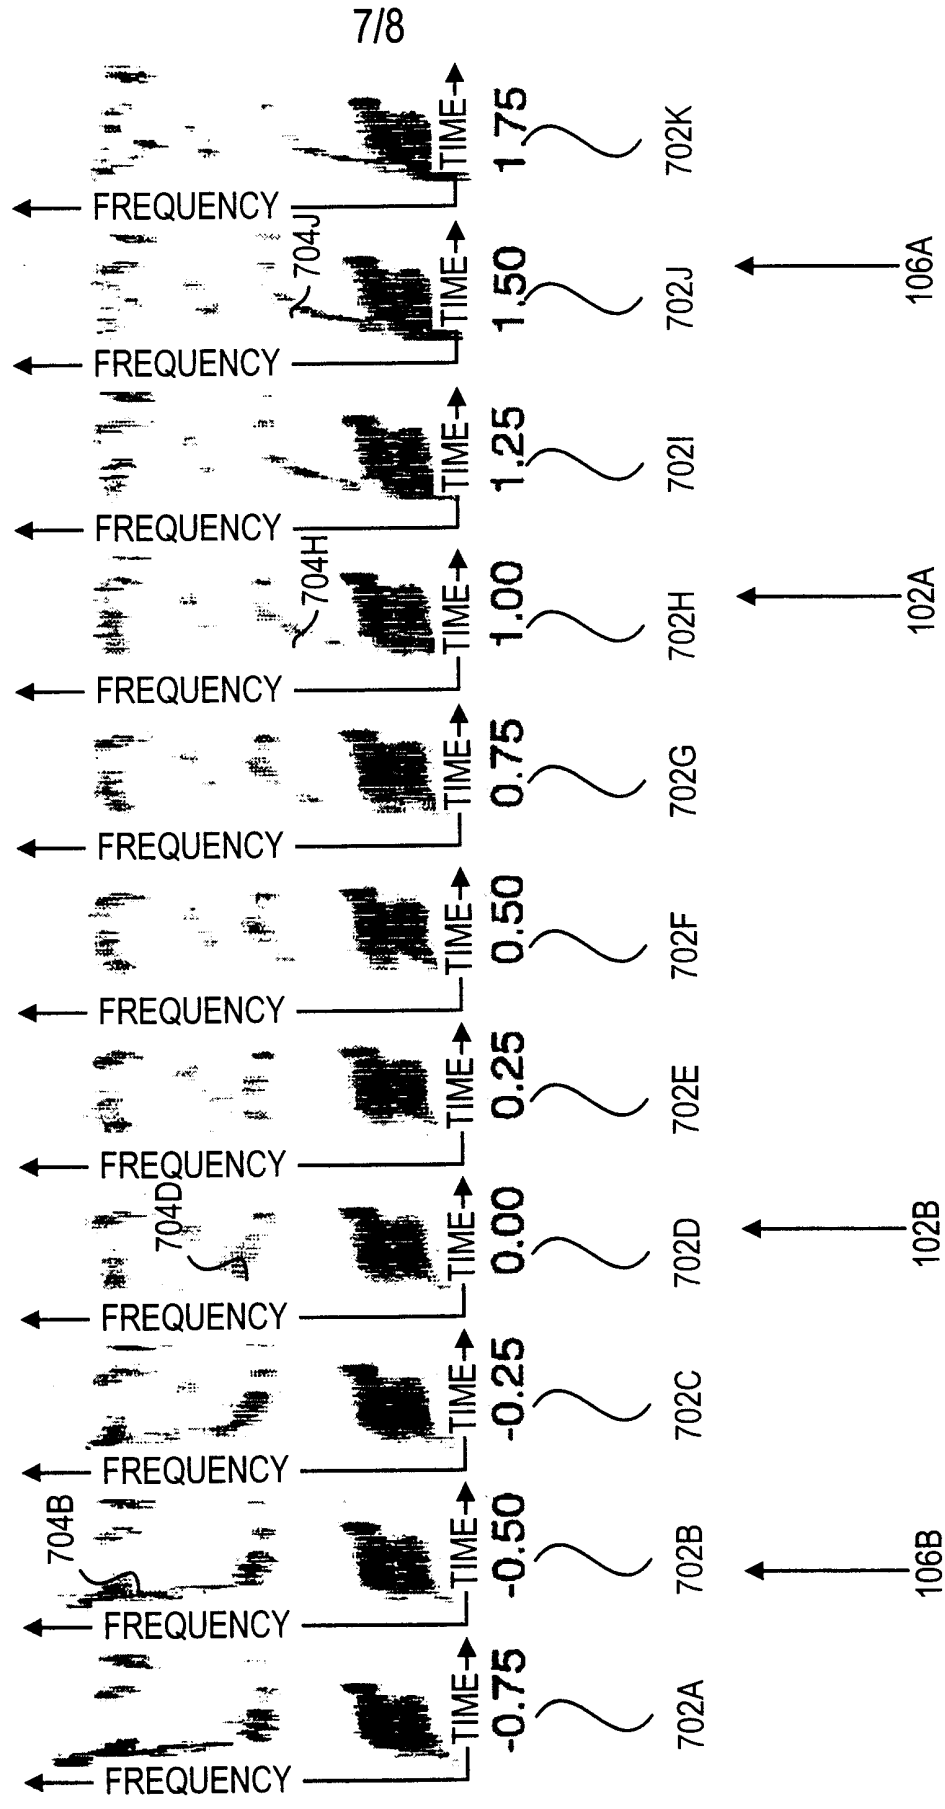 7/8
FREQUENCY
TIME
-0.75
702A
FREQUENCY
TIME
-0.50
702B
704B
106B
FREQUENCY
TIME
-0.25
702C
FREQUENCY
TIME
0.00
702D
704D
102B
FREQUENCY
TIME
0.25
702E
FREQUENCY
TIME
0.50
702F
FREQUENCY
TIME
0.75
702G
FREQUENCY
TIME
1.00
702H
704H
102A
FREQUENCY
TIME
1.25
702I
FREQUENCY
TIME
1.50
702J
704J
106A
FREQUENCY
TIME
1.75
702K